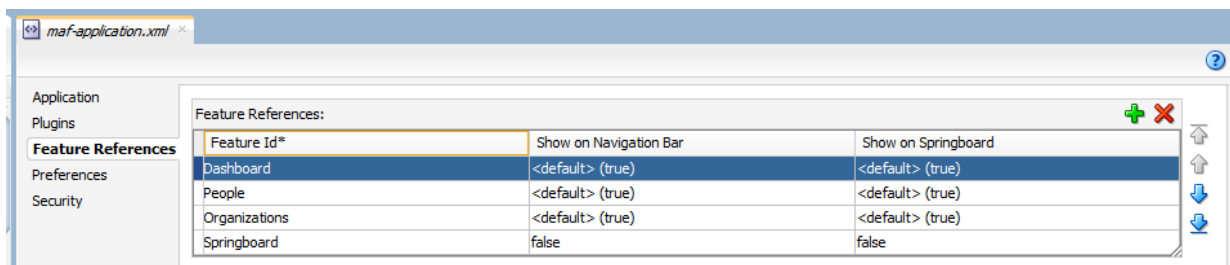 maf-application.xml
Application
Plugins
Feature References
Preferences
Security
Feature References:
Feature Id* Show on Navigation Bar Show on Springboard
Dashboard <default> (true) <default> (true)
People <default> (true) <default> (true)
Organizations <default> (true) <default> (true)
Springboard false false